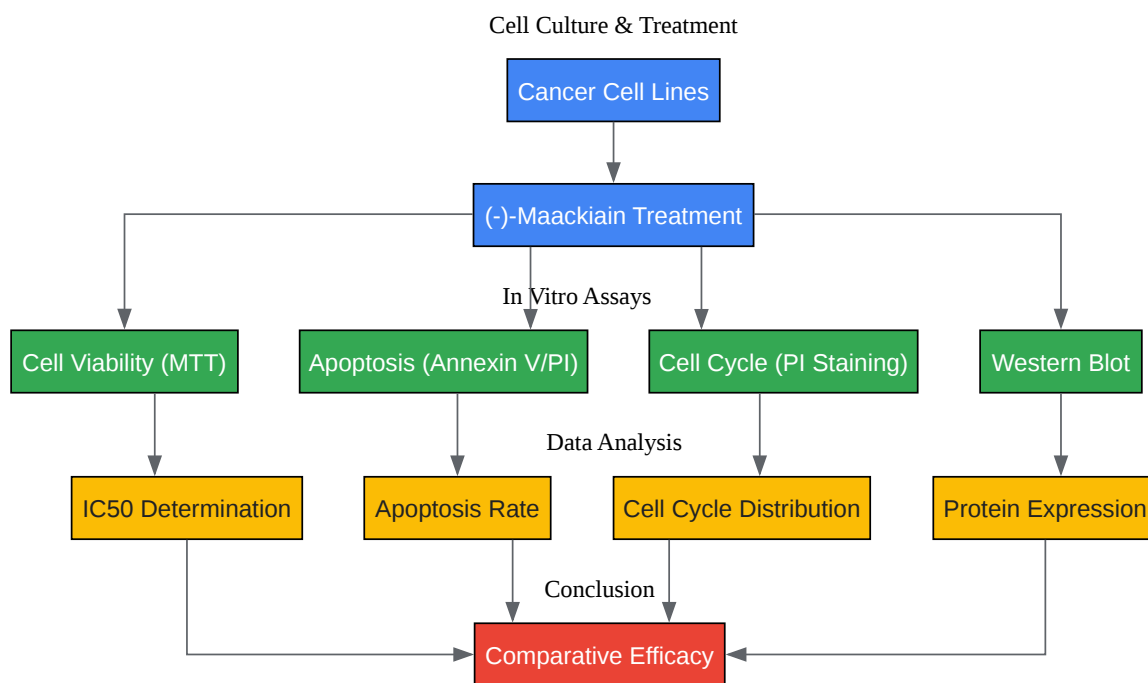 Cell Culture & Treatment
Cancer Cell Lines
(-)-Maackiain Treatment
In Vitro Assays
Cell Viability (MTT)
Apoptosis (Annexin V/PI)
Cell Cycle (PI Staining)
Western Blot
Data Analysis
IC50 Determination
Apoptosis Rate
Cell Cycle Distribution
Protein Expression
Conclusion
Comparative Efficacy